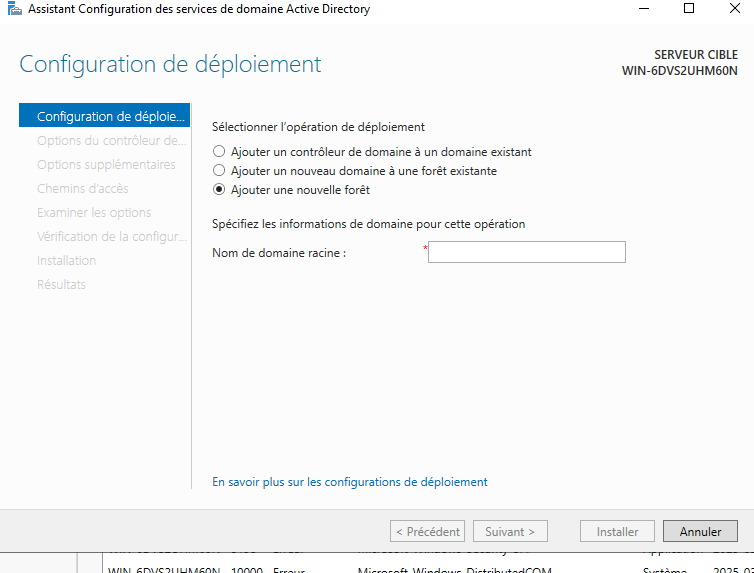 Assistant Configuration des services de domaine Active Directory
Configuration de déploiement
SERVEUR CIBLE
WIN-6DVS2UHM60N
Configuration de déploie...
Options du contrôleur de...
Options supplémentaires
Chemins d'accès
Examiner les options
Vérification de la configur...
Installation
Résultats
Sélectionner l'opération de déploiement
Ajouter un contrôleur de domaine à un domaine existant
Ajouter un nouveau domaine à une forêt existante
Ajouter une nouvelle forêt
Spécifiez les informations de domaine pour cette opération
Nom de domaine racine :
*
En savoir plus sur les configurations de déploiement
< Précédent
Suivant >
Installer
Annuler
WIN-6DVS2UHM60N 10000 Erreur Microsoft-Windows-DistributedCOM Système